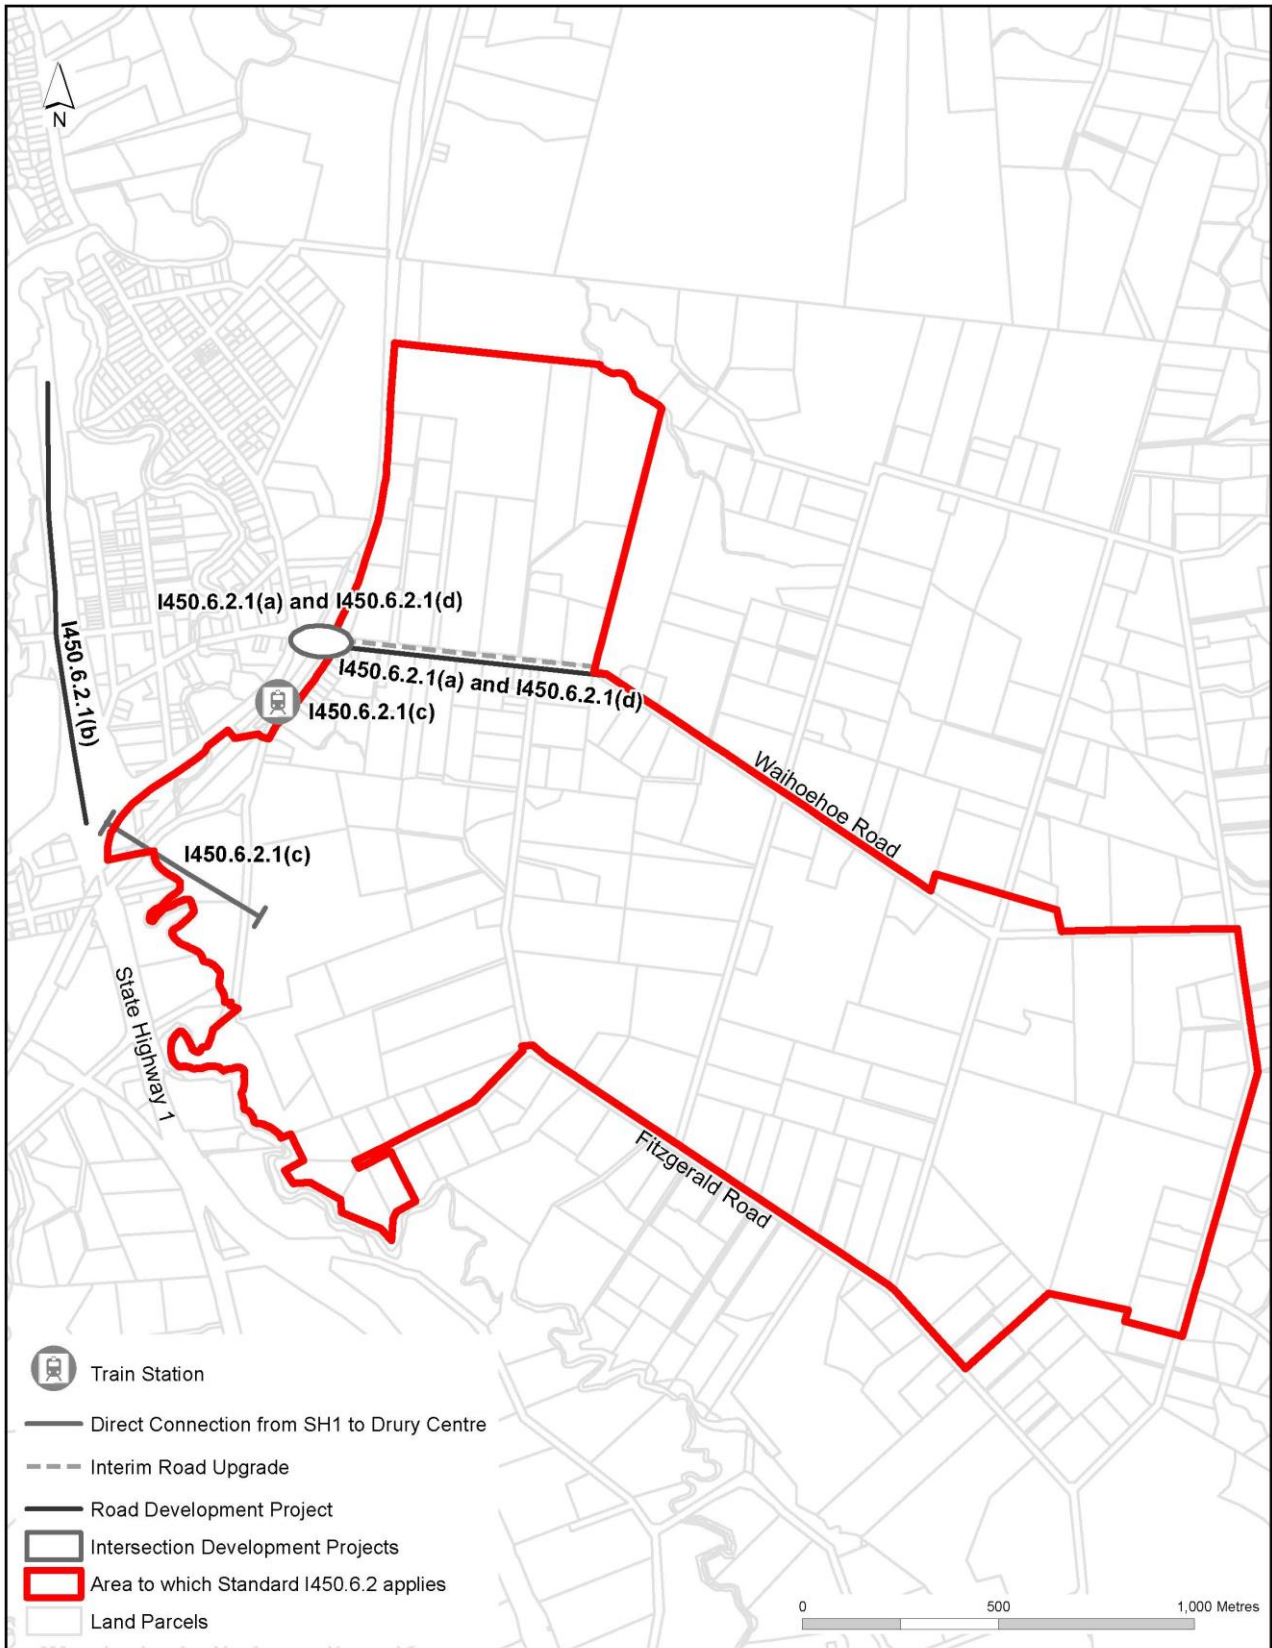 N
I450.6.2.1(a) and I450.6.2.1(d)
I450.6.2.1(b)
I450.6.2.1(a) and I450.6.2.1(d)
I450.6.2.1(c)
Waihoehoe Road
I450.6.2.1(c)
State Highway 1
Fitzgerald Road
Train Station
Direct Connection from SH1 to Drury Centre
Interim Road Upgrade
Road Development Project
Intersection Development Projects
Area to which Standard I450.6.2 applies
Land Parcels
0 500 1,000 Metres